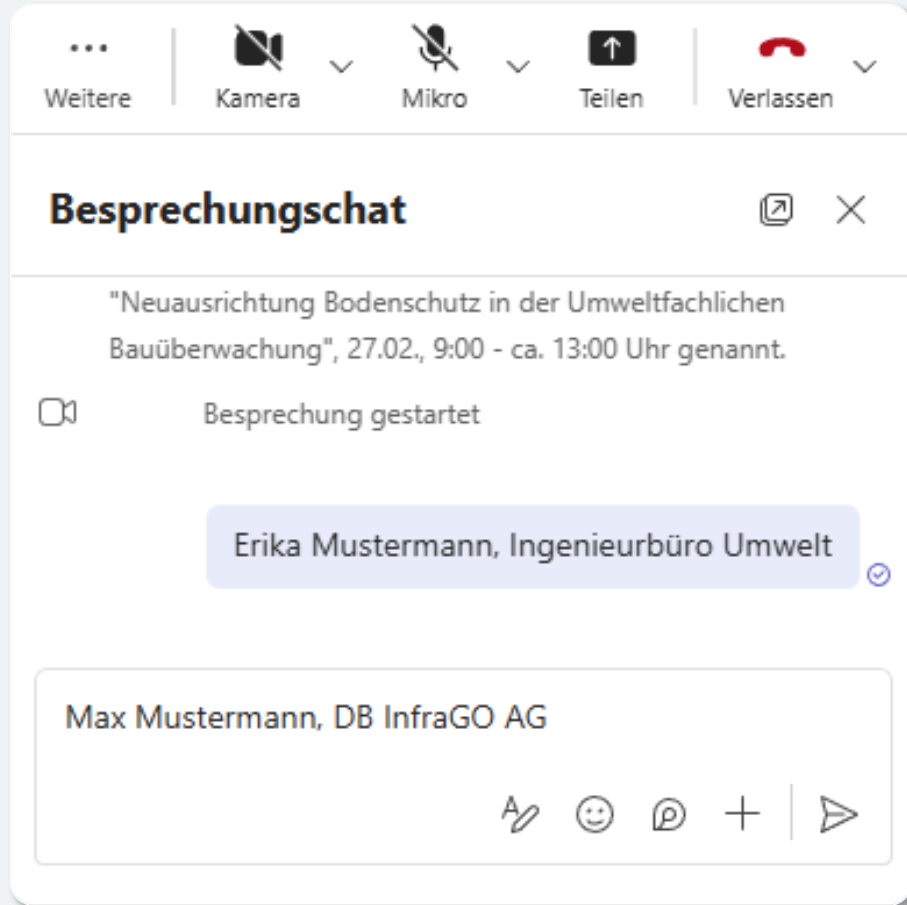 Weitere
Kamera
Mikro
Teilen
Verlassen
Besprechungschat
"Neuausrichtung Bodenschutz in der Umweltfachlichen
Bauüberwachung", 27.02., 9:00 - ca. 13:00 Uhr genannt.
Besprechung gestartet
Erika Mustermann, Ingenieurbüro Umwelt
Max Mustermann, DB InfraGO AG